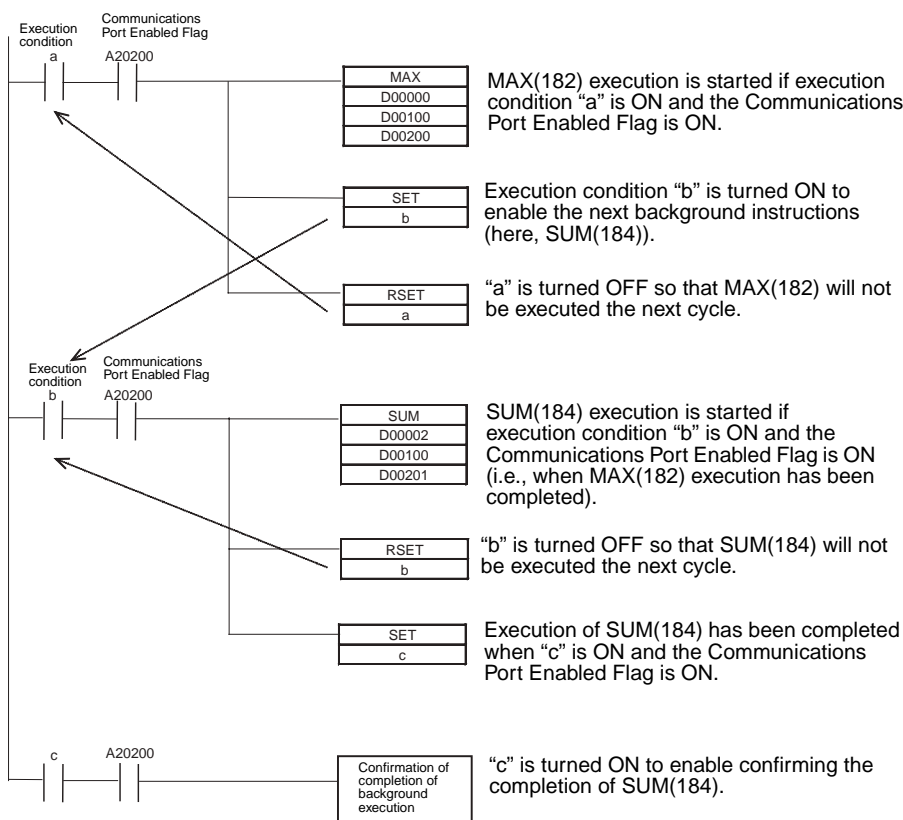 Execution
condition
a
Communications
Port Enabled Flag
A20200
MAX
D00000
D00100
D00200
MAX(182) execution is started if execution
condition “a” is ON and the Communications
Port Enabled Flag is ON.
SET
b
Execution condition “b” is turned ON to
enable the next background instructions
(here, SUM(184)).
RSET
a
“a” is turned OFF so that MAX(182) will not
be executed the next cycle.
Execution
condition
b
Communications
Port Enabled Flag
A20200
SUM
D00002
D00100
D00201
SUM(184) execution is started if
execution condition “b” is ON and the
Communications Port Enabled Flag is ON
(i.e., when MAX(182) execution has been
completed).
RSET
b
“b” is turned OFF so that SUM(184) will not
be executed the next cycle.
SET
c
Execution of SUM(184) has been completed
when “c” is ON and the Communications
Port Enabled Flag is ON.
c
A20200
Confirmation of
completion of
background
execution
“c” is turned ON to enable confirming the
completion of SUM(184).